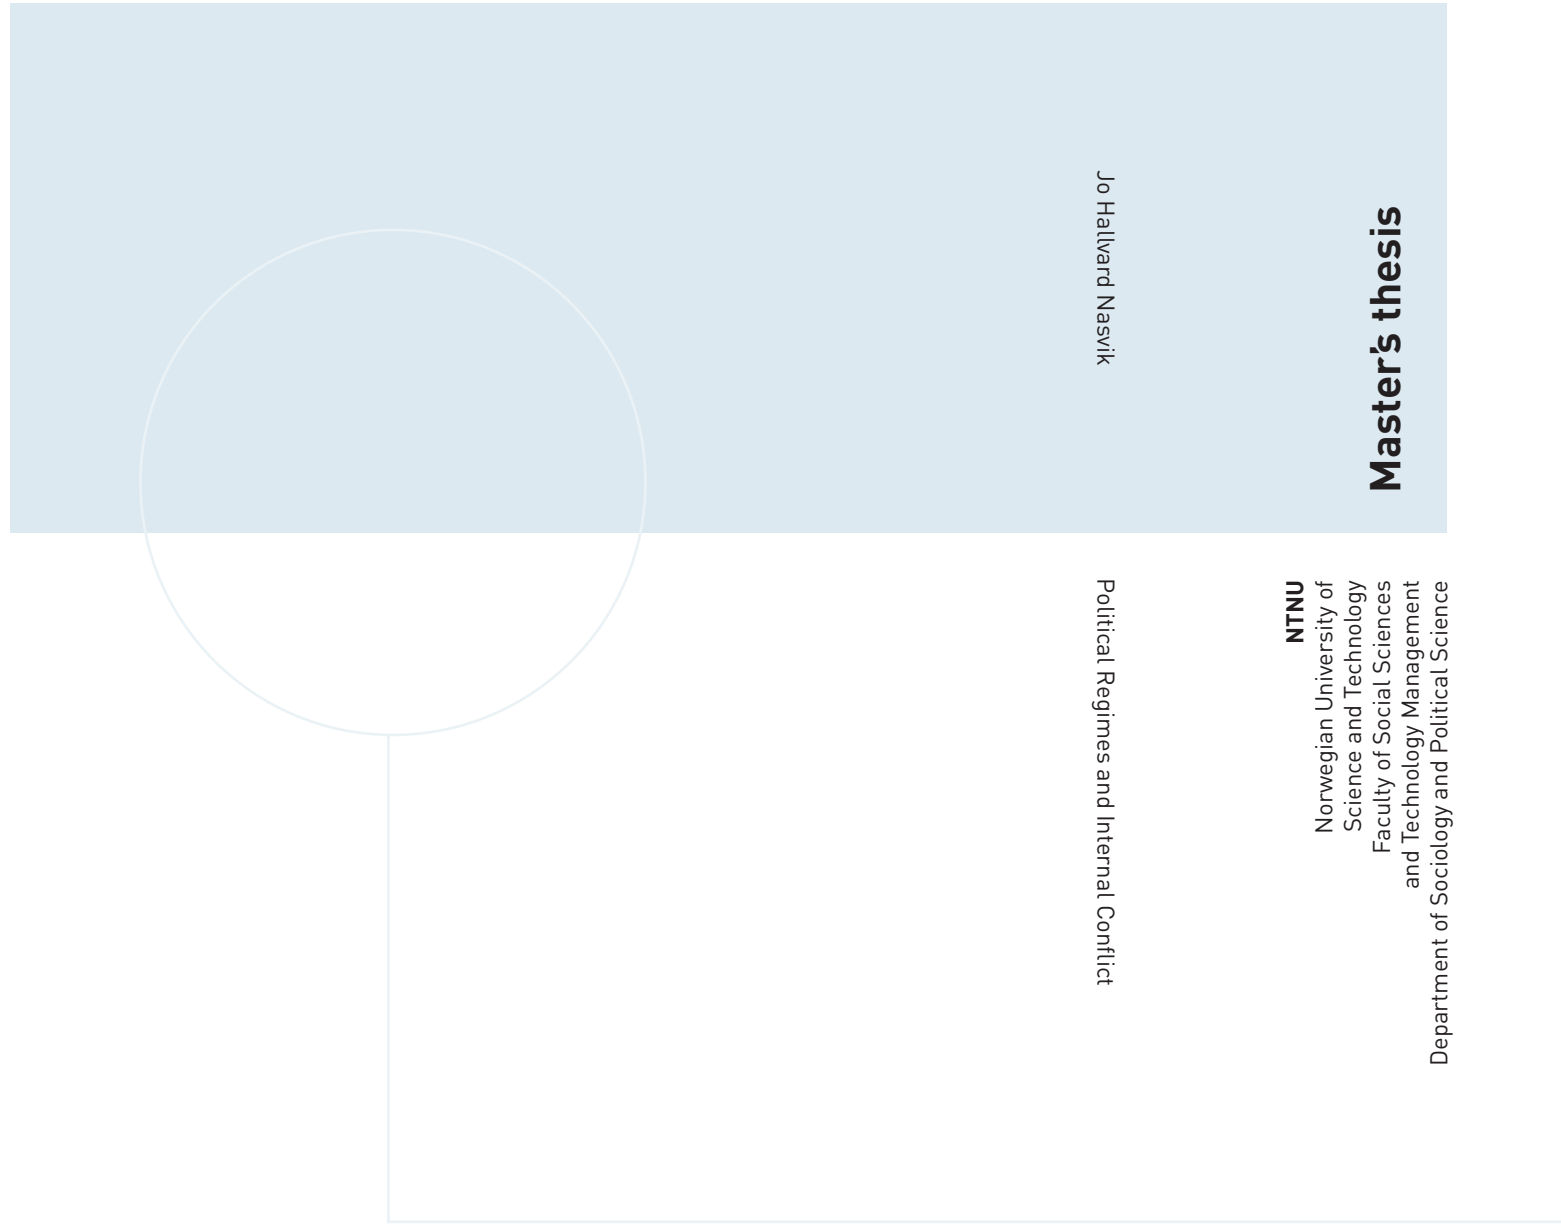 Jo Hallvard Nasvik
Political Regimes and Internal Conflict
Master's thesis
NTNU
Norwegian University of
Science and Technology
Faculty of Social Sciences
and Technology Management
Department of Sociology and Political Science